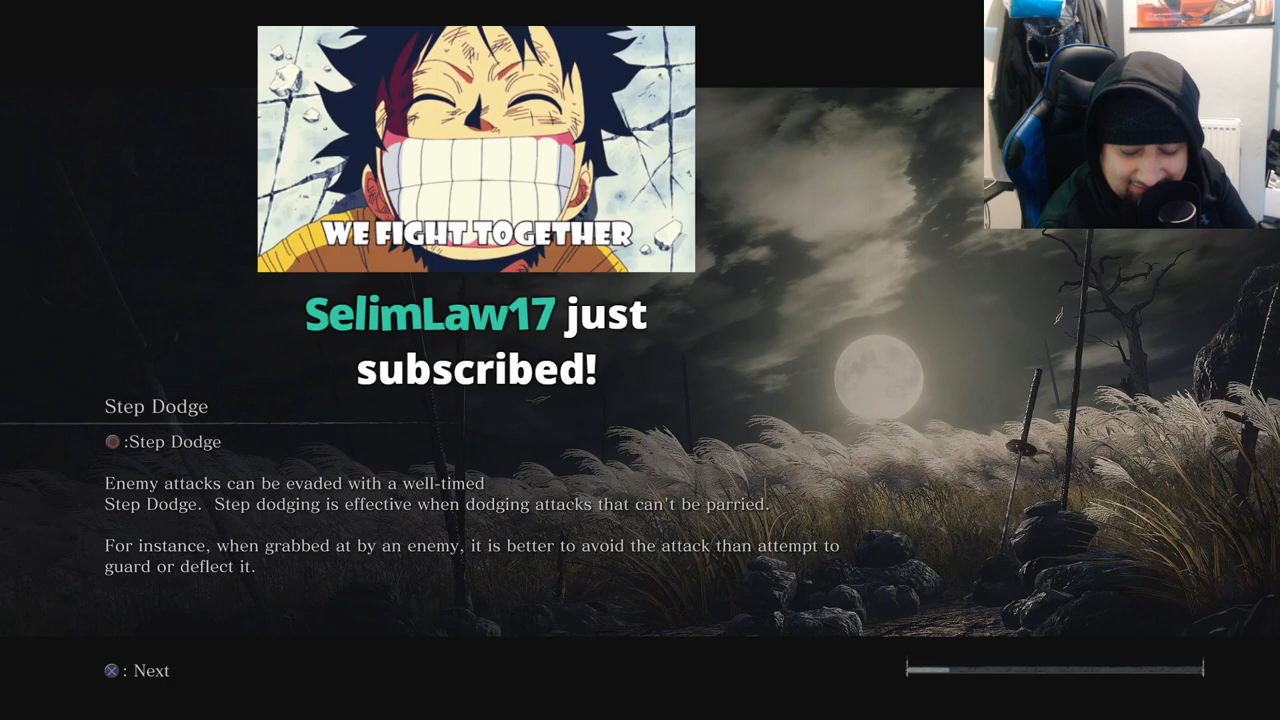 WE FIGHT TOGETHER
SelimLaw17 just
subscribed!
Step Dodge
:Step Dodge
Enemy attacks can be evaded with a well-timed
Step Dodge. Step dodging is effective when dodging attacks that can't be parried.
For instance, when grabbed at by an enemy, it is better to avoid the attack than attempt to
guard or deflect it.
: Next